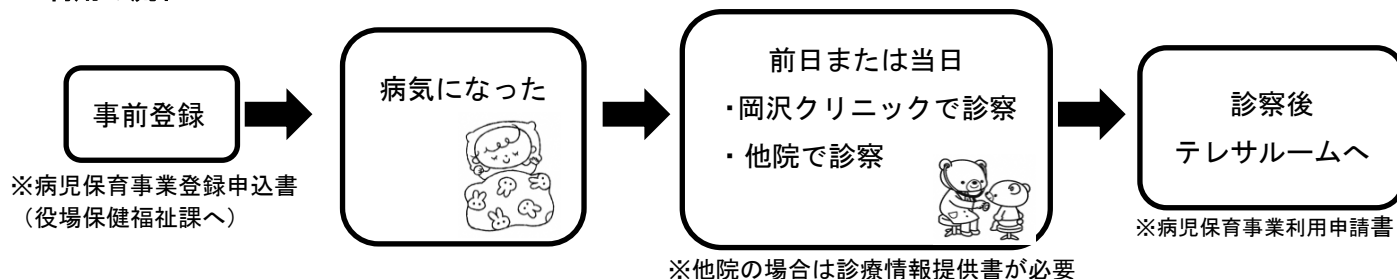 事前登録
※病児保育事業登録申込書
（役場保健福祉課へ）
病気になった
前日または当日
・岡沢クリニックで診察
・他院で診察
※他院の場合は診療情報提供書が必要
診察後
テレサルームへ
※病児保育事業利用申請書